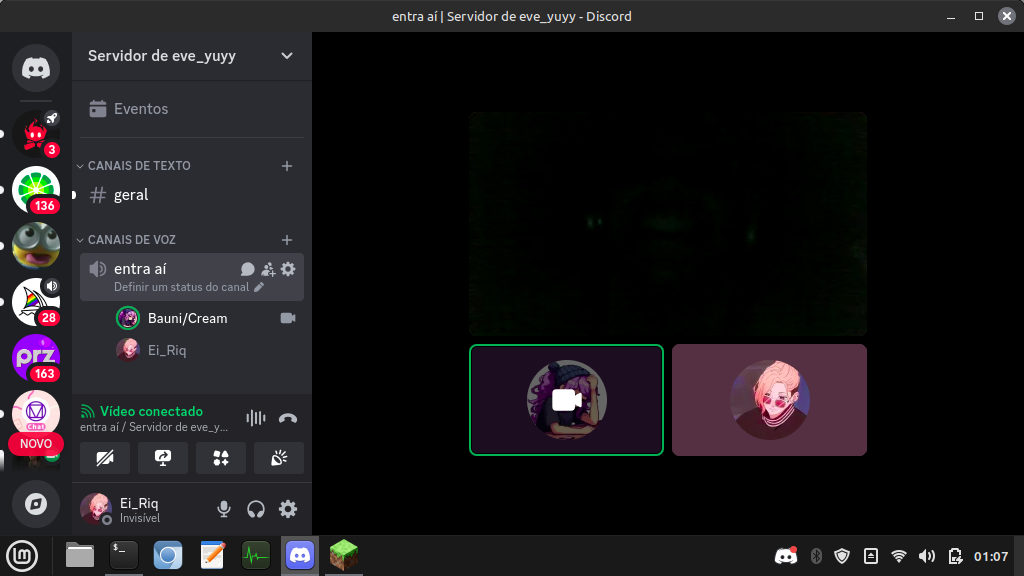 entra aí | Servidor de eve_yuyy - Discord
Servidor de eve_yuyy
Eventos
CANAIS DE TEXTO
geral
CANAIS DE VOZ
entra aí
Definir um status do canal
Bauni/Cream
Ei_Riq
Vídeo conectado
entra aí / Servidor de eve_y...
Ei_Riq
Invisível
3
136
28
prz
163
Chat
NOVO
$-
01:07